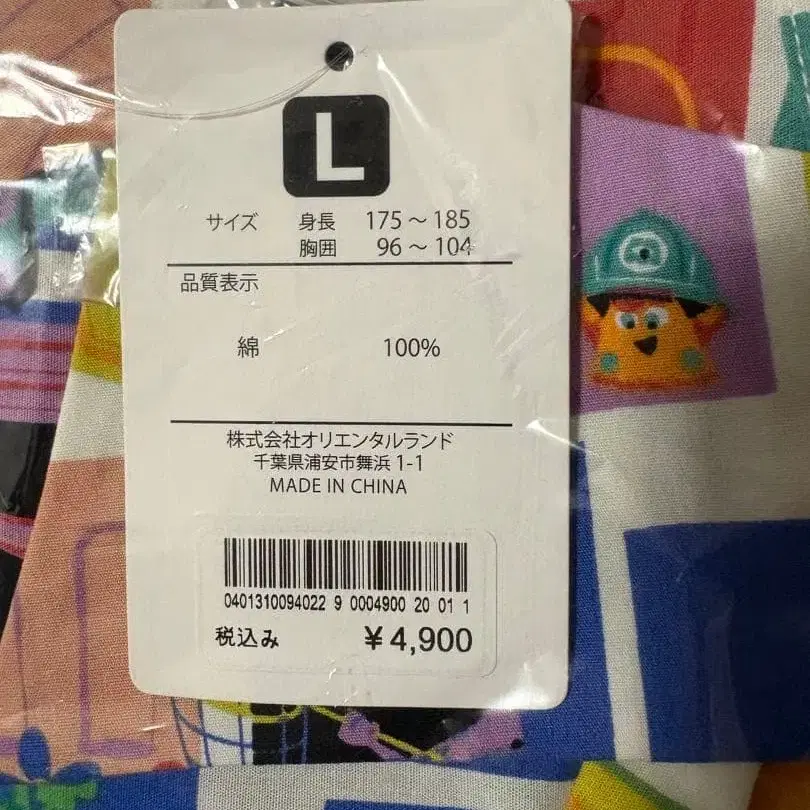 L
サイズ 身長 175～185
胸囲 96～104
品質表示
綿 100%
株式会社オリエンタルランド
千葉県浦安市舞浜 1-1
MADE IN CHINA
0401310094022 9 0004900 20 01 1
税込み ￥4,900